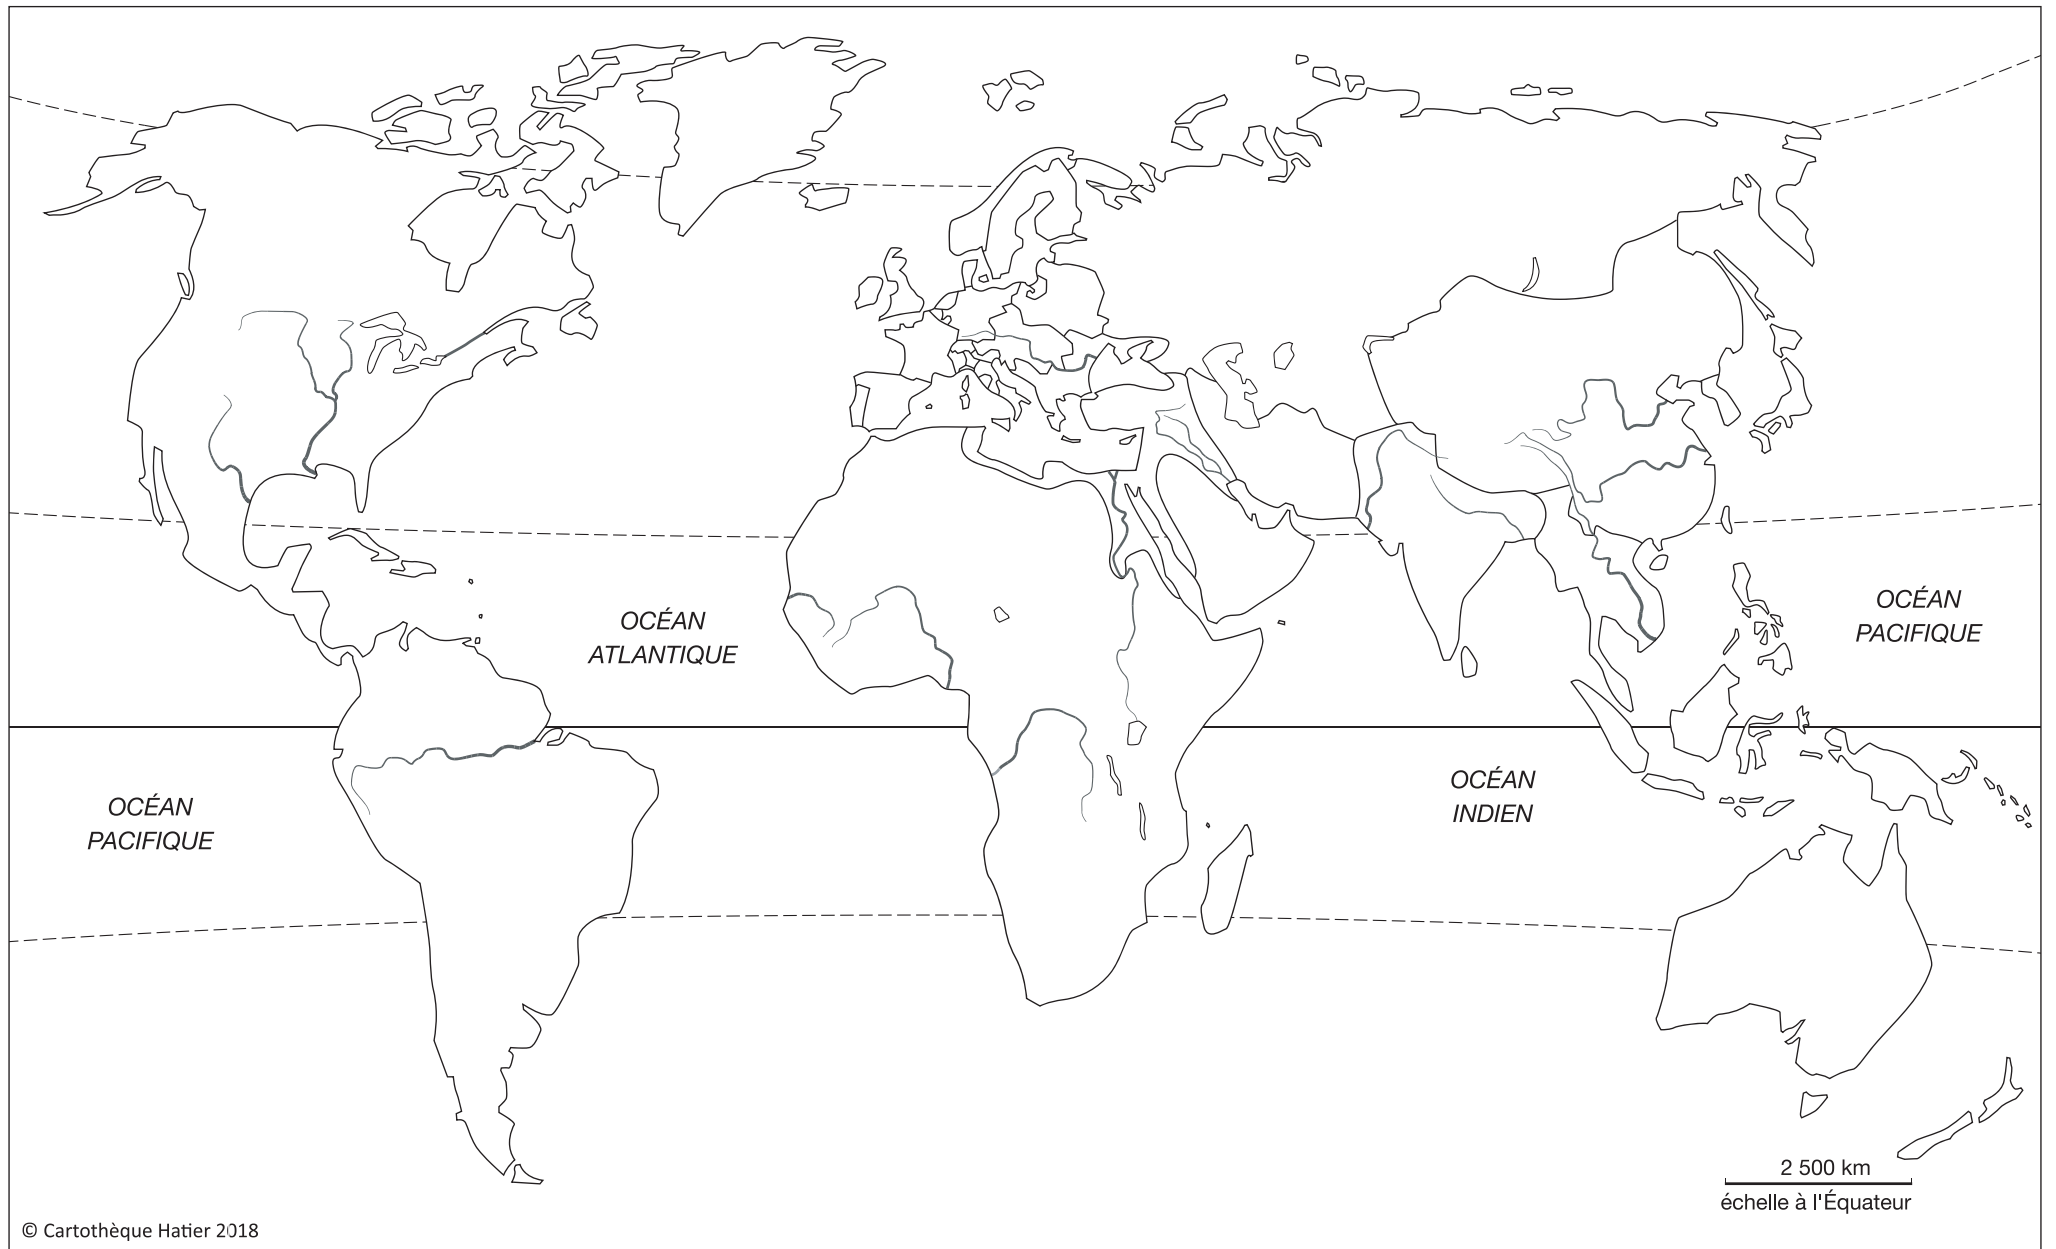 OCÉAN
ATLANTIQUE
OCÉAN
PACIFIQUE
OCÉAN
PACIFIQUE
OCÉAN
INDIEN
2 500 km
échelle à l'Équateur
© Cartothèque Hatier 2018